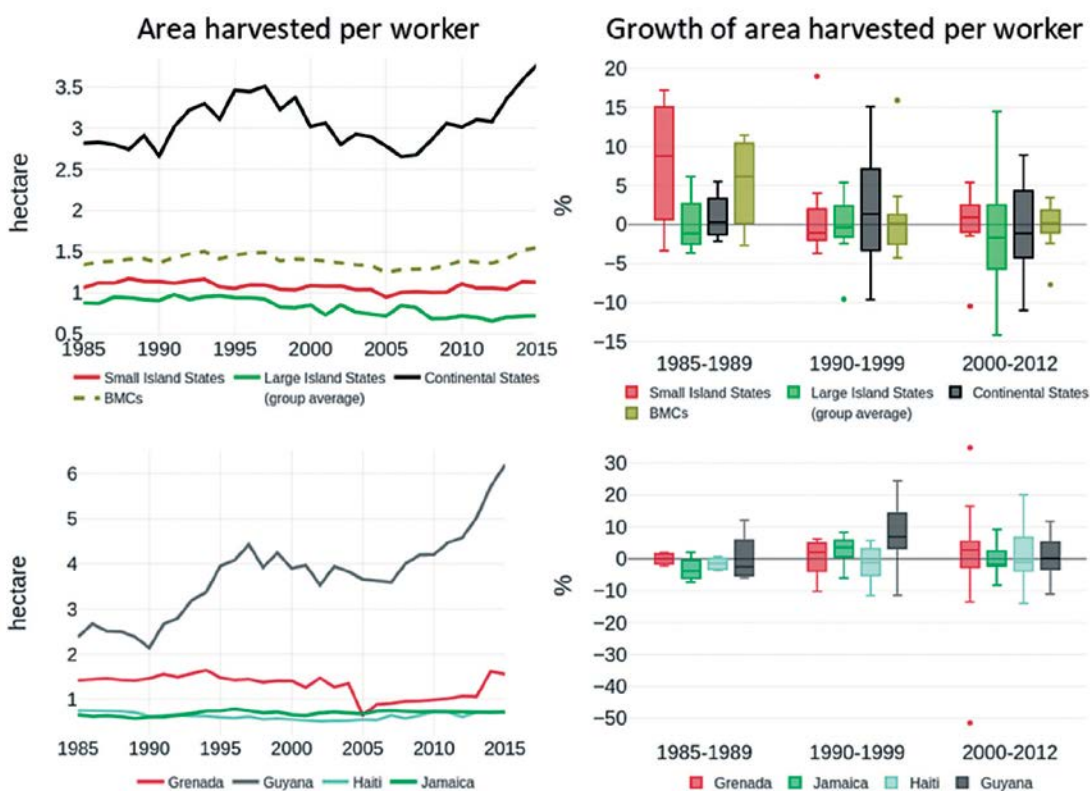 Area harvested per worker
hectare
3.5
3
2.5
2
1.5
1
0.5
1985 1990 1995 2000 2005 2010 2015
Small Island States Large Island States Continental States
BMCs (group average)
Growth of area harvested per worker
%
20
15
10
5
0
−5
−10
−15
1985-1989 1990-1999 2000-2012
Small Island States Large Island States Continental States
BMCs (group average)
hectare
6
5
4
3
2
1
1985 1990 1995 2000 2005 2010 2015
Grenada Guyana Haiti Jamaica
%
30
20
10
0
−10
−20
−30
−40
−50
1985-1989 1990-1999 2000-2012
Grenada Jamaica Haiti Guyana